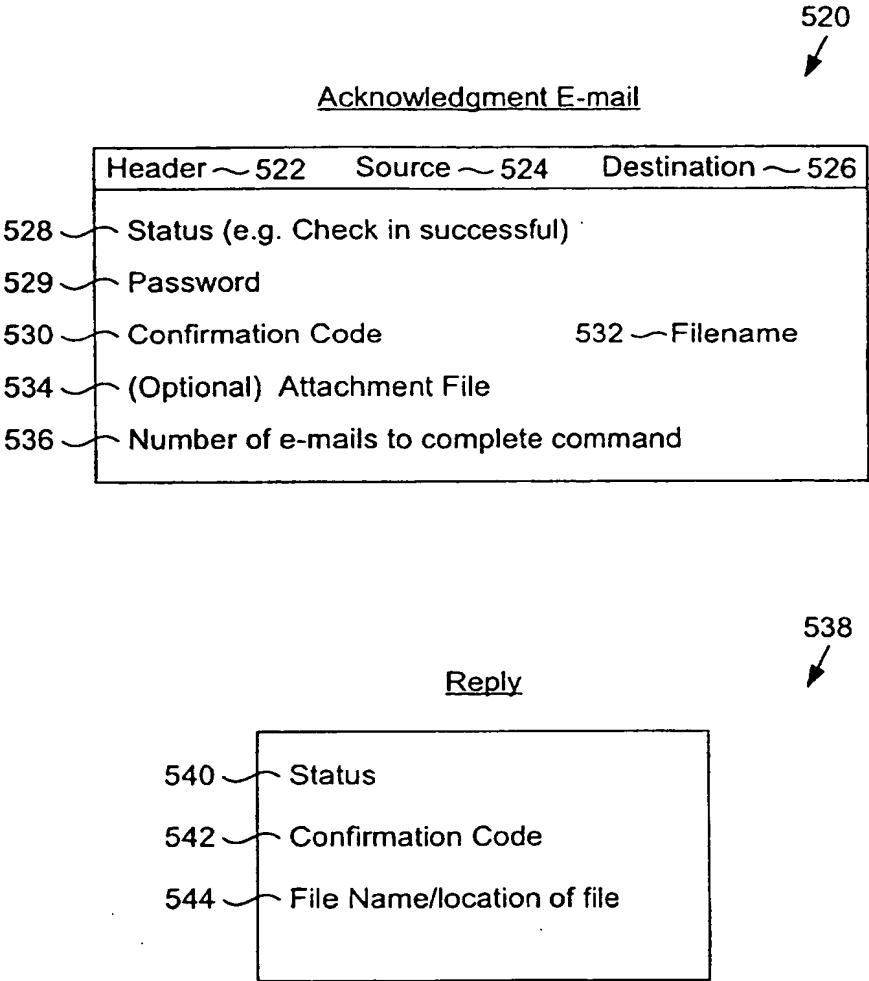 520
Acknowledgment E-mail
Header 522 Source 524 Destination 526
528 Status (e.g. Check in successful)
529 Password
530 Confirmation Code 532 Filename
534 (Optional) Attachment File
536 Number of e-mails to complete command
538
Reply
540 Status
542 Confirmation Code
544 File Name/location of file